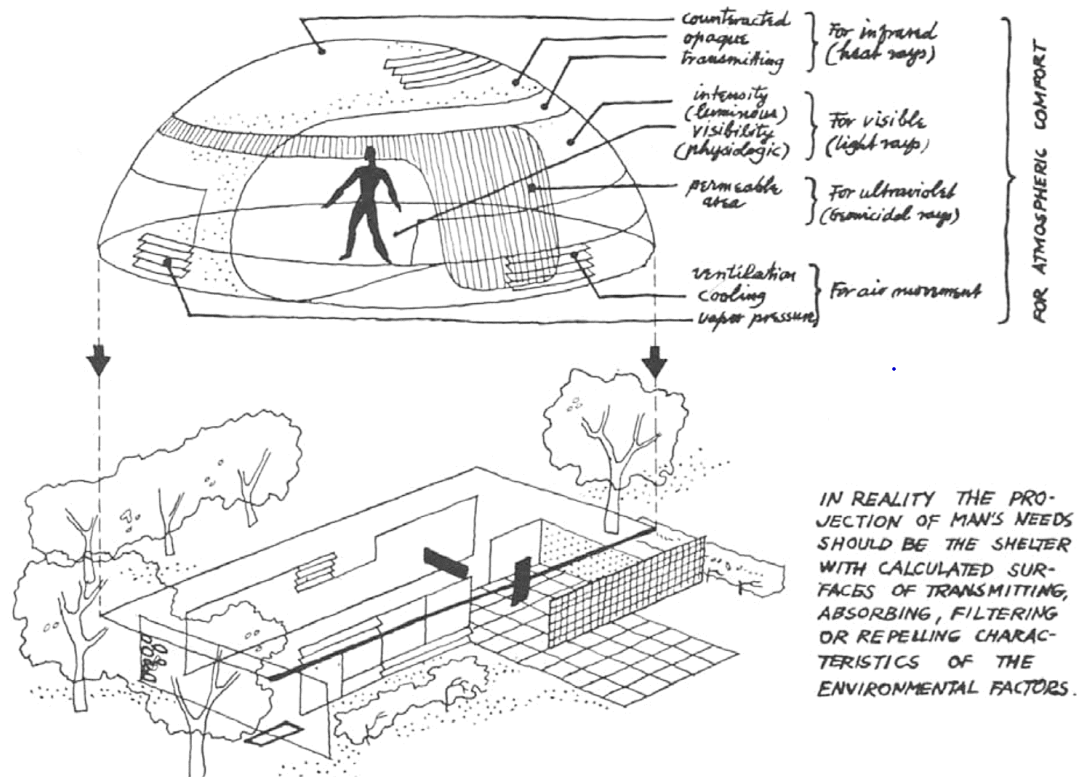 counteracted
opaque
transmitting
For infrared
(heat rays)
intensity
(luminous)
visibility
(physiologic)
For visible
(light rays)
permeable
area
For ultraviolet
(Germicidal rays)
ventilation
cooling
vapor pressure
For air movement
FOR ATMOSPHERIC COMFORT
IN REALITY THE PRO-
JECTION OF MAN'S NEEDS
SHOULD BE THE SHELTER
WITH CALCULATED SUR-
FACES OF TRANSMITTING,
ABSORBING, FILTERING
OR REPELLING CHARAC-
TERISTICS OF THE
ENVIRONMENTAL FACTORS.